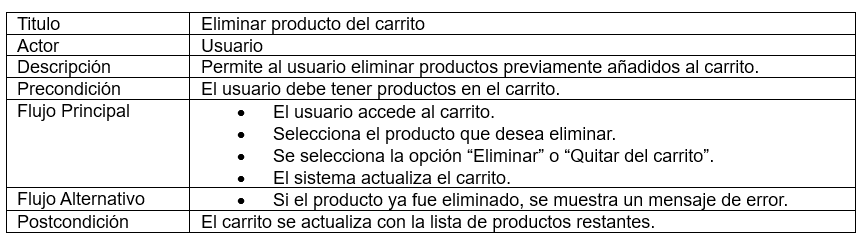 Titulo Eliminar producto del carrito
Actor Usuario
Descripción Permite al usuario eliminar productos previamente añadidos al carrito.
Precondición El usuario debe tener productos en el carrito.
Flujo Principal • El usuario accede al carrito.
• Selecciona el producto que desea eliminar.
• Se selecciona la opción “Eliminar” o “Quitar del carrito”.
• El sistema actualiza el carrito.
Flujo Alternativo • Si el producto ya fue eliminado, se muestra un mensaje de error.
Postcondición El carrito se actualiza con la lista de productos restantes.